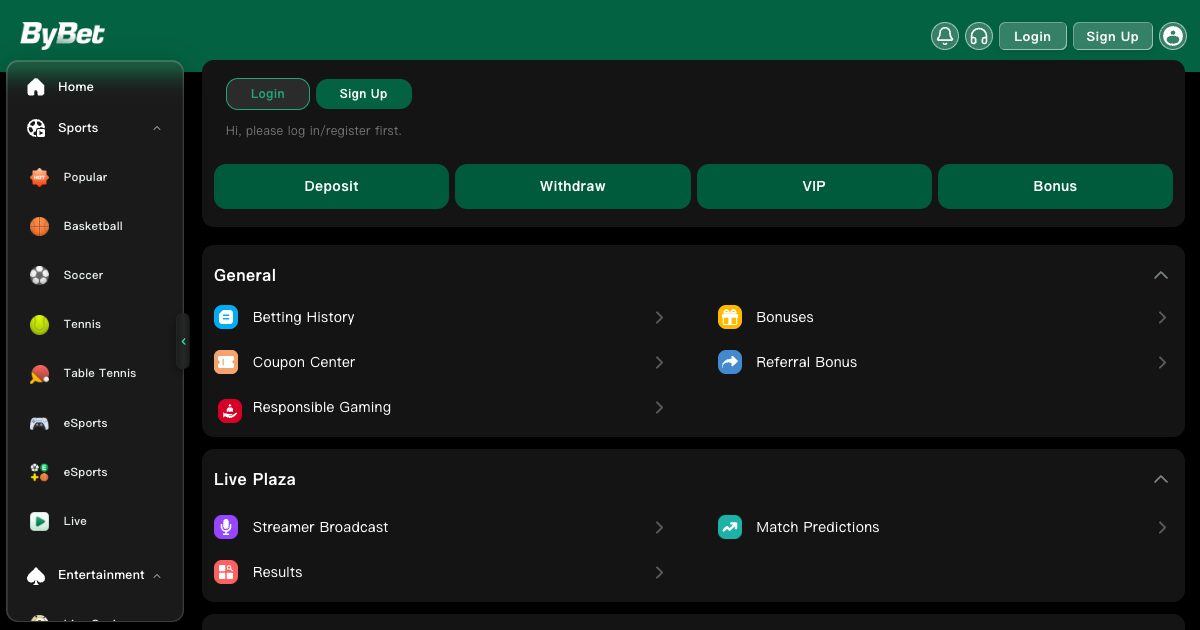 ByBet
Login
Sign Up
Home
Sports
Popular
Basketball
Soccer
Tennis
Table Tennis
eSports
eSports
Live
Entertainment
Login
Sign Up
Hi, please log in/register first.
Deposit
Withdraw
VIP
Bonus
General
Betting History
Bonuses
Coupon Center
Referral Bonus
Responsible Gaming
Live Plaza
Streamer Broadcast
Match Predictions
Results